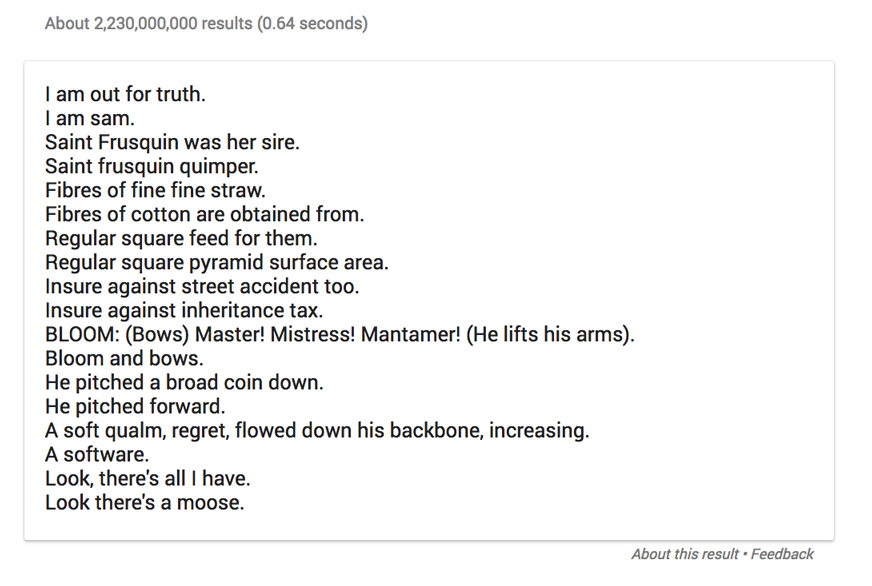 About 2,230,000,000 results (0.64 seconds)
I am out for truth.
I am sam.
Saint Frusquin was her sire.
Saint frusquin quimper.
Fibres of fine fine straw.
Fibres of cotton are obtained from.
Regular square feed for them.
Regular square pyramid surface area.
Insure against street accident too.
Insure against inheritance tax.
BLOOM: (Bows) Master! Mistress! Mantamer! (He lifts his arms).
Bloom and bows.
He pitched a broad coin down.
He pitched forward.
A soft qualm, regret, flowed down his backbone, increasing.
A software.
Look, there's all I have.
Look there's a moose.
About this result • Feedback